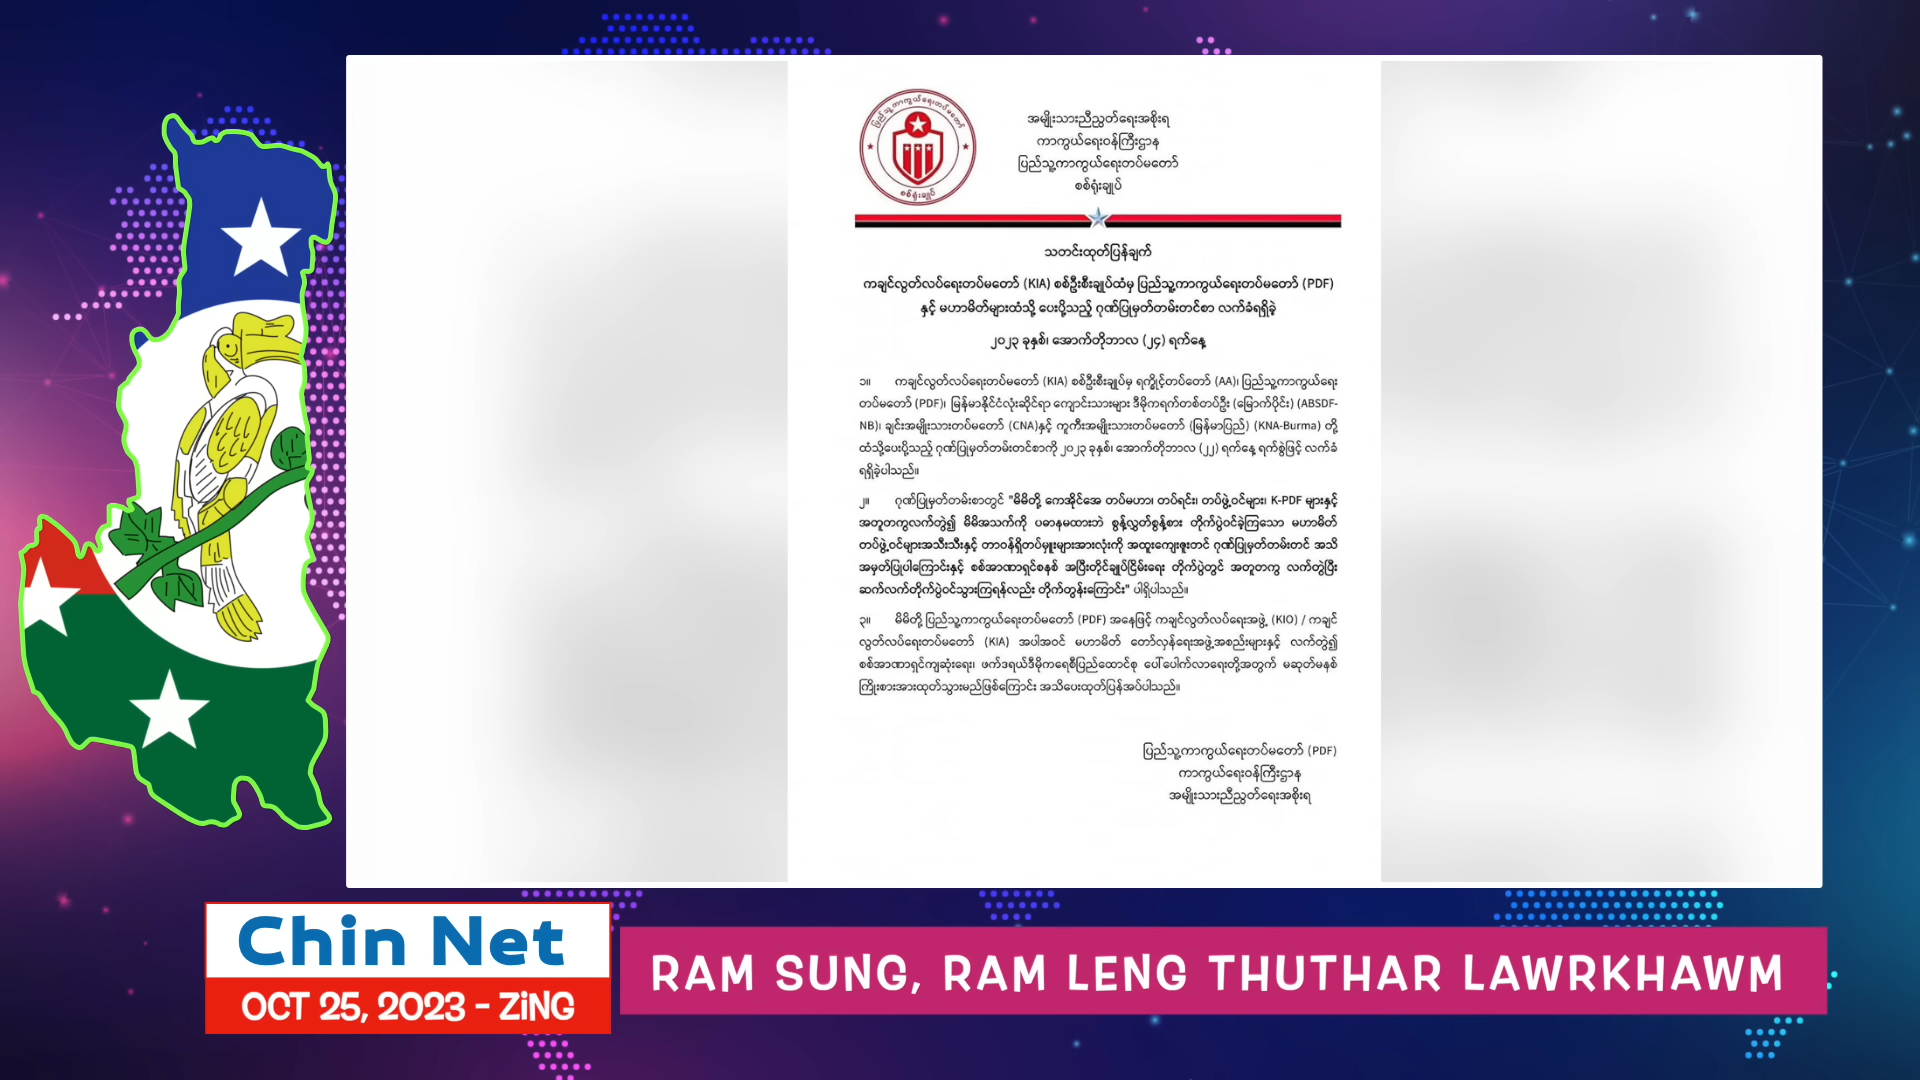 ပြည်သူ့ကာကွယ်ရေးတပ်မတော်
စစ်ရုံးချုပ်
အမျိုးသားညီညွတ်ရေးအစိုးရ
ကာကွယ်ရေးဝန်ကြီးဌာန
ပြည်သူ့ကာကွယ်ရေးတပ်မတော်
စစ်ရုံးချုပ်
သတင်းထုတ်ပြန်ချက်
ကချင်လွတ်လပ်ရေးတပ်မတော် (KIA) စစ်ဦးစီးချုပ်ထံမှ ပြည်သူ့ကာကွယ်ရေးတပ်မတော် (PDF)
နှင့် မဟာမိတ်များထံသို့ ပေးပို့သည့် ဂုဏ်ပြုမှတ်တမ်းတင်စာ လက်ခံရရှိခဲ့
၂၀၂၃ ခုနှစ်၊ အောက်တိုဘာလ (၂၄) ရက်နေ့
၁။ ကချင်လွတ်လပ်ရေးတပ်မတော် (KIA) စစ်ဦးစီးချုပ်မှ ရက္ခိုင့်တပ်တော် (AA)၊ ပြည်သူ့ကာကွယ်ရေး
တပ်မတော် (PDF)၊ မြန်မာနိုင်ငံလုံးဆိုင်ရာ ကျောင်းသားများ ဒီမိုကရက်တစ်တပ်ဦး (မြောက်ပိုင်း) (ABSDF-
NB)၊ ချင်းအမျိုးသားတပ်မတော် (CNA)နှင့် ကူကီးအမျိုးသားတပ်မတော် (မြန်မာပြည်) (KNA-Burma) တို့
ထံသို့ပေးပို့သည့် ဂုဏ်ပြုမှတ်တမ်းတင်စာကို ၂၀၂၃ ခုနှစ်၊ အောက်တိုဘာလ (၂၂) ရက်နေ့ ရက်စွဲဖြင့် လက်ခံ
ရရှိခဲ့ပါသည်။
၂။ ဂုဏ်ပြုမှတ်တမ်းစာတွင် "မိမိတို့ ကေအိုင်အေ တပ်မဟာ၊ တပ်ရင်း၊ တပ်ဖွဲ့ဝင်များ၊ K-PDF များနှင့်
အတူတကွလက်တွဲ၍ မိမိအသက်ကို ပဓာနမထားဘဲ စွန့်လွှတ်စွန့်စား တိုက်ပွဲဝင်ခဲ့ကြသော မဟာမိတ်
တပ်ဖွဲ့ဝင်များအသီးသီးနှင့် တာဝန်ရှိတပ်မှူးများအားလုံးကို အထူးကျေးဇူးတင် ဂုဏ်ပြုမှတ်တမ်းတင် အသိ
အမှတ်ပြုပါကြောင်းနှင့် စစ်အာဏာရှင်စနစ် အပြီးတိုင်ချုပ်ငြိမ်းရေး တိုက်ပွဲတွင် အတူတကွ လက်တွဲပြီး
ဆက်လက်တိုက်ပွဲဝင်သွားကြရန်လည်း တိုက်တွန်းကြောင်း" ပါရှိပါသည်။
၃။ မိမိတို့ ပြည်သူ့ကာကွယ်ရေးတပ်မတော် (PDF) အနေဖြင့် ကချင်လွတ်လပ်ရေးအဖွဲ့ (KIO) / ကချင်
လွတ်လပ်ရေးတပ်မတော် (KIA) အပါအဝင် မဟာမိတ် တော်လှန်ရေးအဖွဲ့အစည်းများနှင့် လက်တွဲ၍
စစ်အာဏာရှင်ကျဆုံးရေး၊ ဖက်ဒရယ်ဒီမိုကရေစီပြည်ထောင်စု ပေါ်ပေါက်လာရေးတို့အတွက် မဆုတ်မနစ်
ကြိုးစားအားထုတ်သွားမည်ဖြစ်ကြောင်း အသိပေးထုတ်ပြန်အပ်ပါသည်။
ပြည်သူ့ကာကွယ်ရေးတပ်မတော် (PDF)
ကာကွယ်ရေးဝန်ကြီးဌာန
အမျိုးသားညီညွတ်ရေးအစိုးရ
Chin Net
OCT 25, 2023 - ZiNG
RAM SUNG, RAM LENG THUTHAR LAWRKHAWM